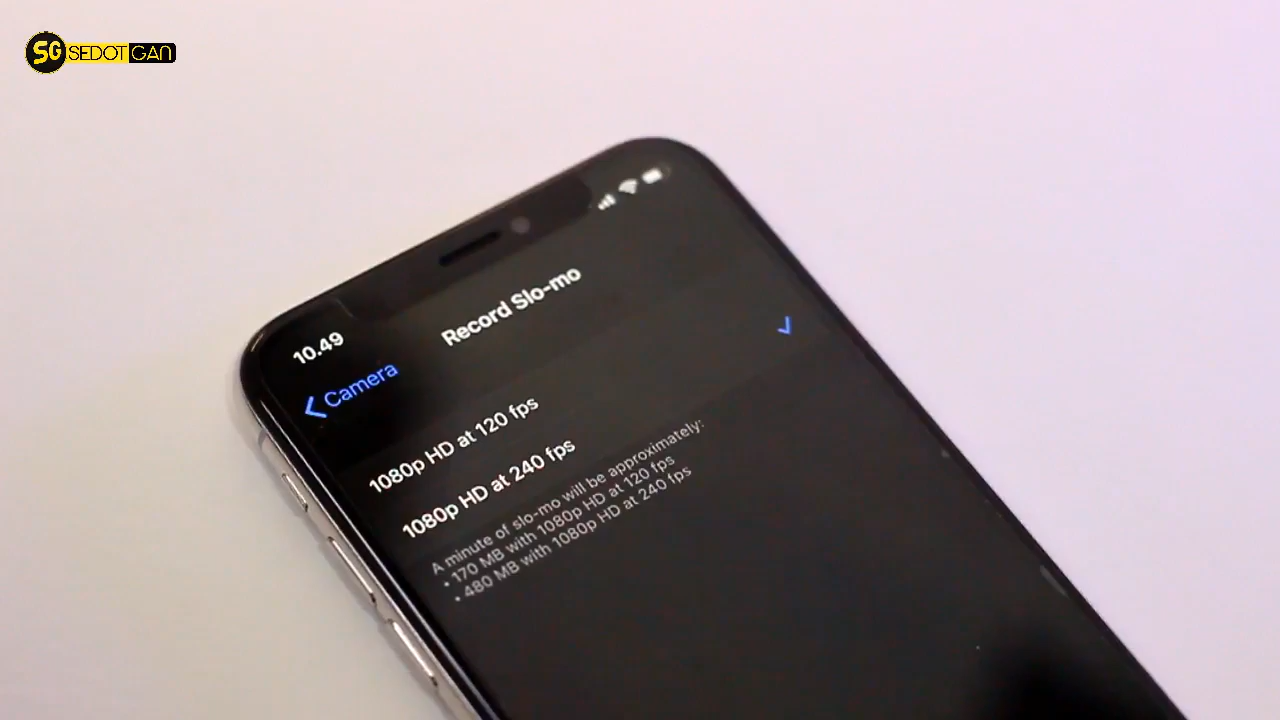 SG SEDOTGAN
10.49
Camera
Record Slo-mo
1080p HD at 120 fps
1080p HD at 240 fps
A minute of slo-mo will be approximately:
• 170 MB with 1080p HD at 120 fps
• 480 MB with 1080p HD at 240 fps